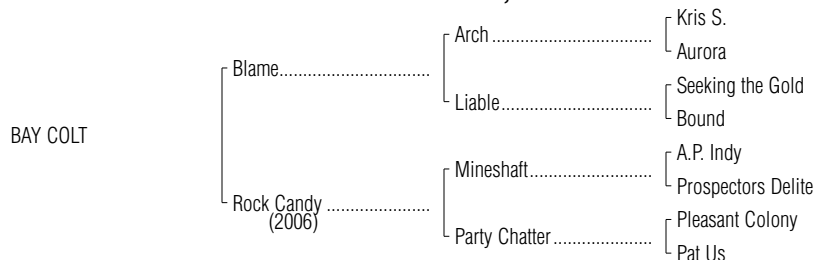 Kris S.
Arch
Aurora
Blame
Seeking the Gold
Liable
Bound
BAY COLT
A.P. Indy
Mineshaft
Prospectors Delite
Rock Candy
(2006)
Pleasant Colony
Party Chatter
Pat Us